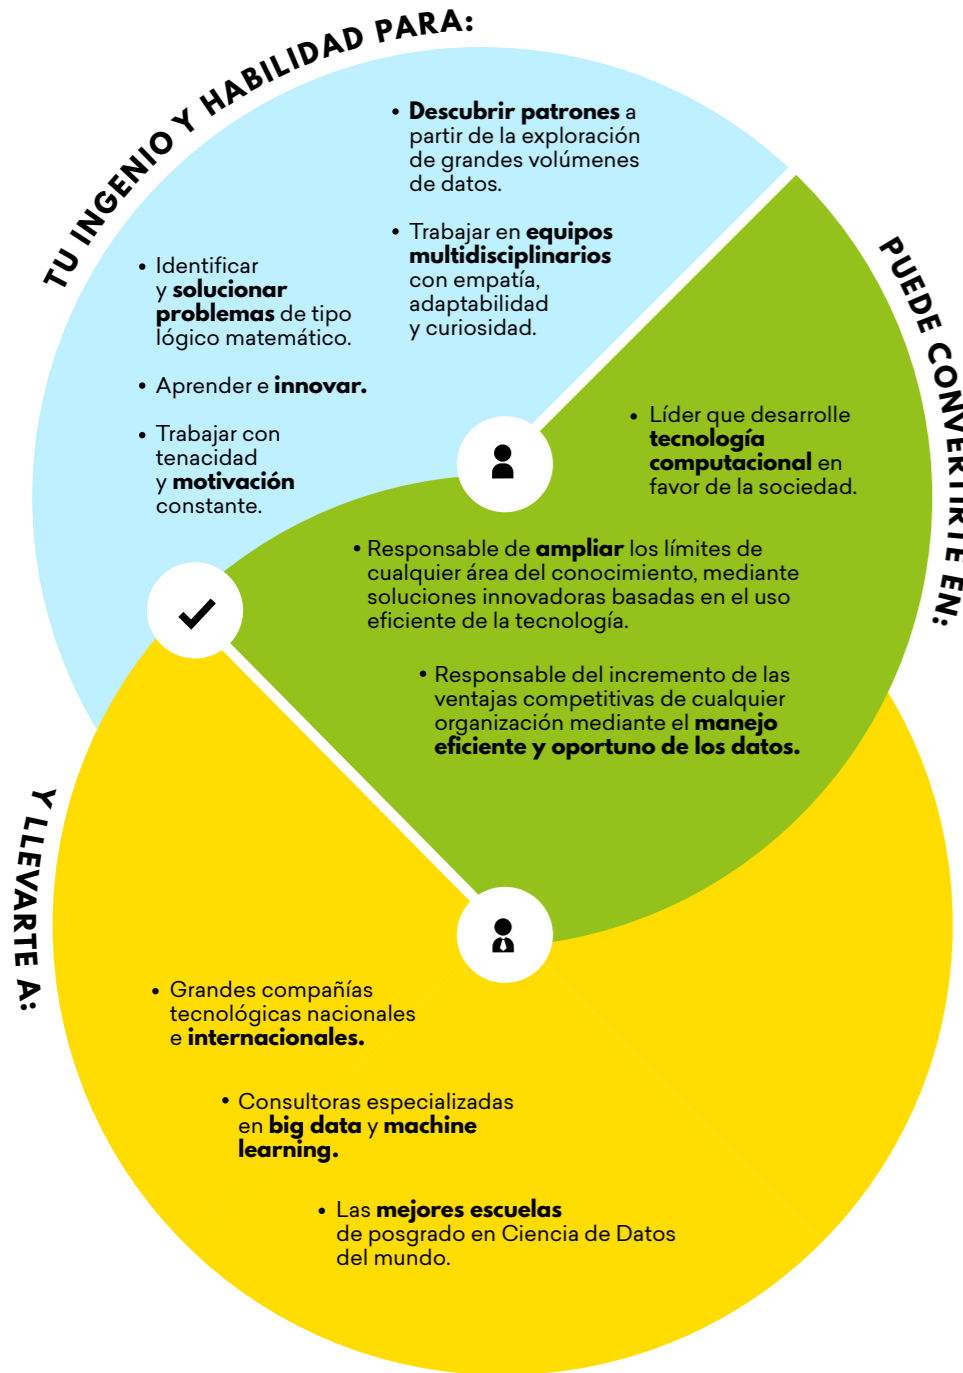 TU INGENIO Y HABILIDAD PARA:
• Identificar
y solucionar
problemas de tipo
lógico matemático.
• Aprender e innovar.
• Trabajar con
tenacidad
y motivación
constante.
• Descubrir patrones a
partir de la exploración
de grandes volúmenes
de datos.
• Trabajar en equipos
multidisciplinarios
con empatía,
adaptabilidad
y curiosidad.
PUEDE CONVERTIRTE EN:
• Líder que desarrolle
tecnología
computacional en
favor de la sociedad.
• Responsable de ampliar los límites de
cualquier área del conocimiento, mediante
soluciones innovadoras basadas en el uso
eficiente de la tecnología.
• Responsable del incremento de las
ventajas competitivas de cualquier
organización mediante el manejo
eficiente y oportuno de los datos.
Y LLEVARTE A:
• Grandes compañías
tecnológicas nacionales
e internacionales.
• Consultoras especializadas
en big data y machine
learning.
• Las mejores escuelas
de posgrado en Ciencia de Datos
del mundo.